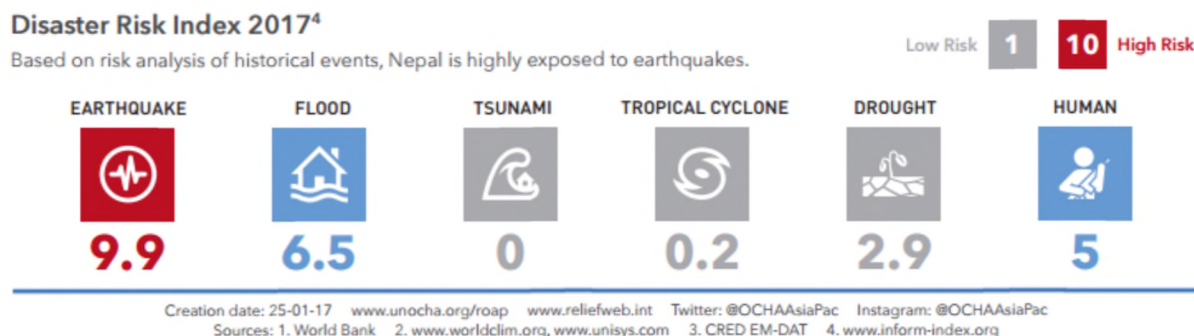 Disaster Risk Index 2017⁴
Based on risk analysis of historical events, Nepal is highly exposed to earthquakes.
Low Risk 1 10 High Risk
EARTHQUAKE FLOOD TSUNAMI TROPICAL CYCLONE DROUGHT HUMAN
9.9 6.5 0 0.2 2.9 5
Creation date: 25-01-17 www.unocha.org/roap www.reliefweb.int Twitter: @OCHAAsiaPac Instagram: @OCHAAsiaPac
Sources: 1. World Bank 2. www.worldclim.org, www.unisys.com 3. CRED EM-DAT 4. www.inform-index.org